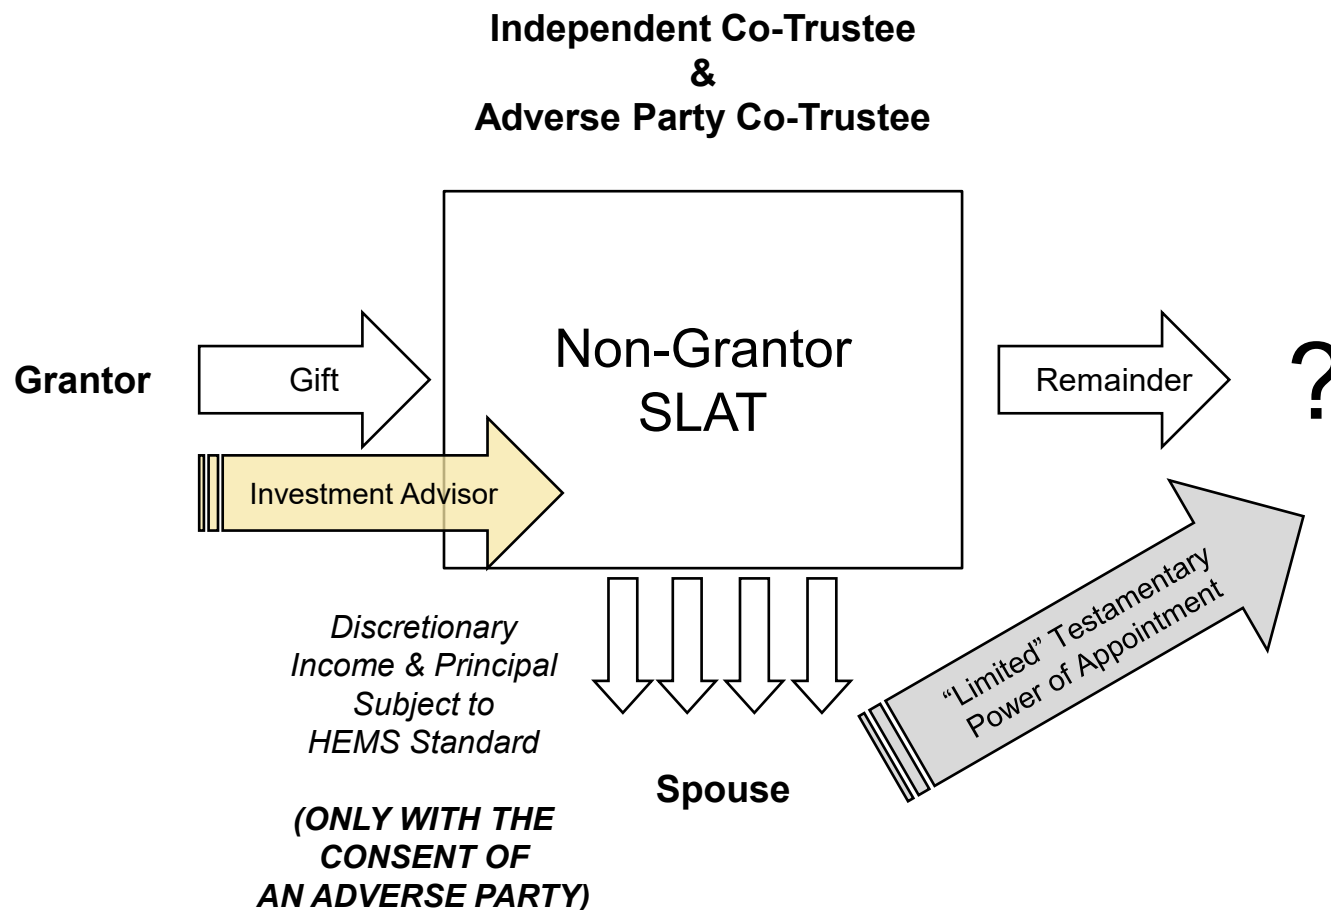 Independent Co-Trustee
&
Adverse Party Co-Trustee
Grantor
Gift
Non-Grantor
SLAT
Remainder
?
Investment Advisor
Discretionary
Income & Principal
Subject to
HEMS Standard
(ONLY WITH THE
CONSENT OF
AN ADVERSE PARTY)
Spouse
“Limited” Testamentary
Power of Appointment